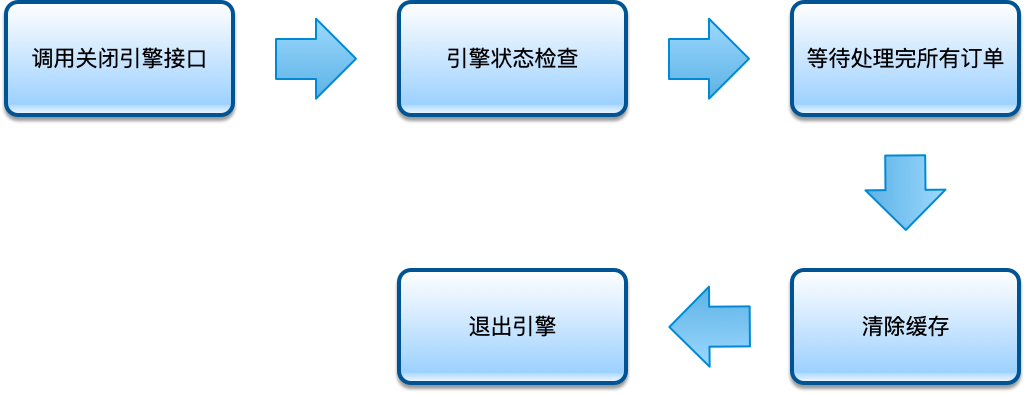 调用关闭引擎接口
引擎状态检查
等待处理完所有订单
清除缓存
退出引擎